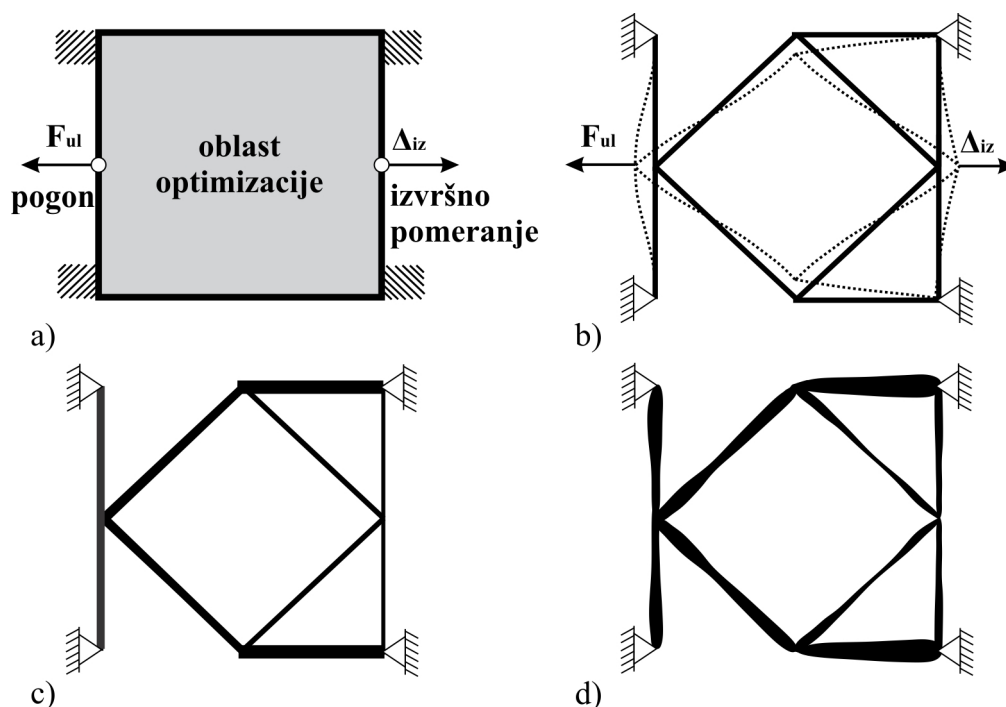 F_ul
pogon
oblast
optimizacije
Δ_iz
izvršno
pomeranje
a)
F_ul
Δ_iz
b)
c)
d)